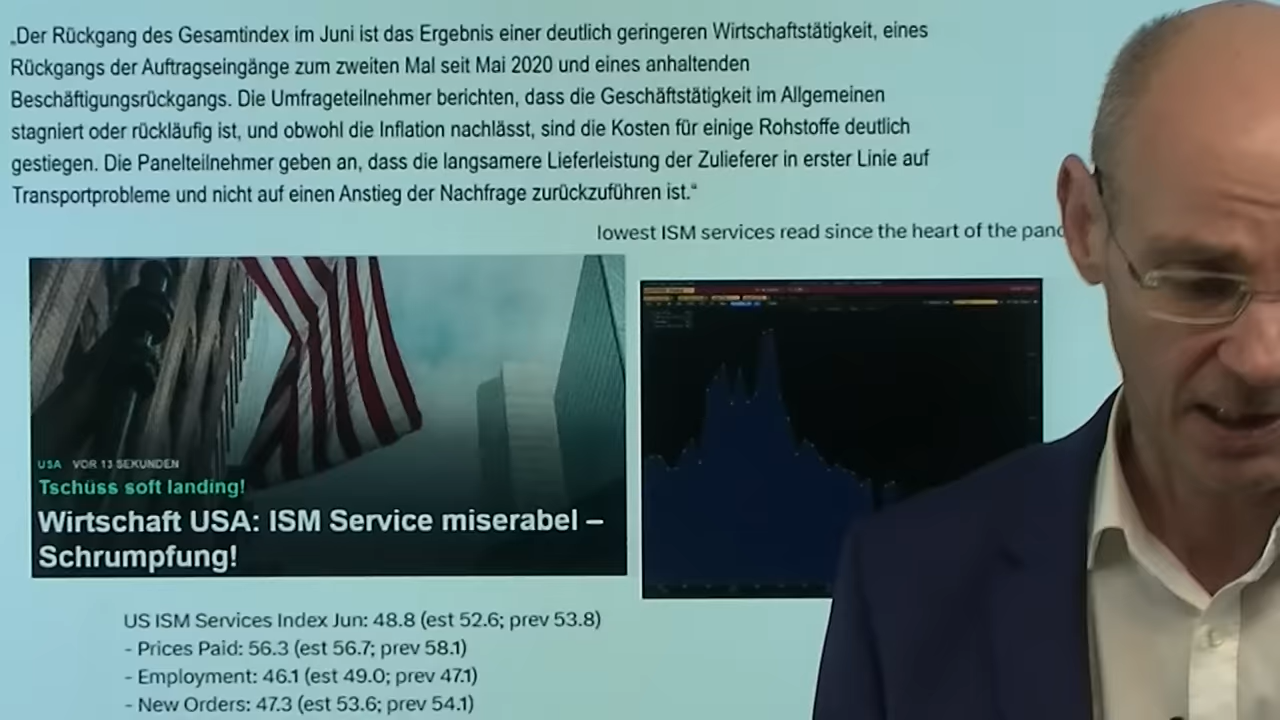 „Der Rückgang des Gesamtindex im Juni ist das Ergebnis einer deutlich geringeren Wirtschaftstätigkeit, eines
Rückgangs der Auftragseingänge zum zweiten Mal seit Mai 2020 und eines anhaltenden
Beschäftigungsrückgangs. Die Umfrageteilnehmer berichten, dass die Geschäftstätigkeit im Allgemeinen
stagniert oder rückläufig ist, und obwohl die Inflation nachlässt, sind die Kosten für einige Rohstoffe deutlich
gestiegen. Die Panelteilnehmer geben an, dass die langsamere Lieferleistung der Zulieferer in erster Linie auf
Transportprobleme und nicht auf einen Anstieg der Nachfrage zurückzuführen ist.“
lowest ISM services read since the heart of the
USA VOR 13 SEKUNDEN
Tschüss soft landing!
Wirtschaft USA: ISM Service miserabel –
Schrumpfung!
US ISM Services Index Jun: 48.8 (est 52.6; prev 53.8)
- Prices Paid: 56.3 (est 56.7; prev 58.1)
- Employment: 46.1 (est 49.0; prev 47.1)
- New Orders: 47.3 (est 53.6; prev 54.1)